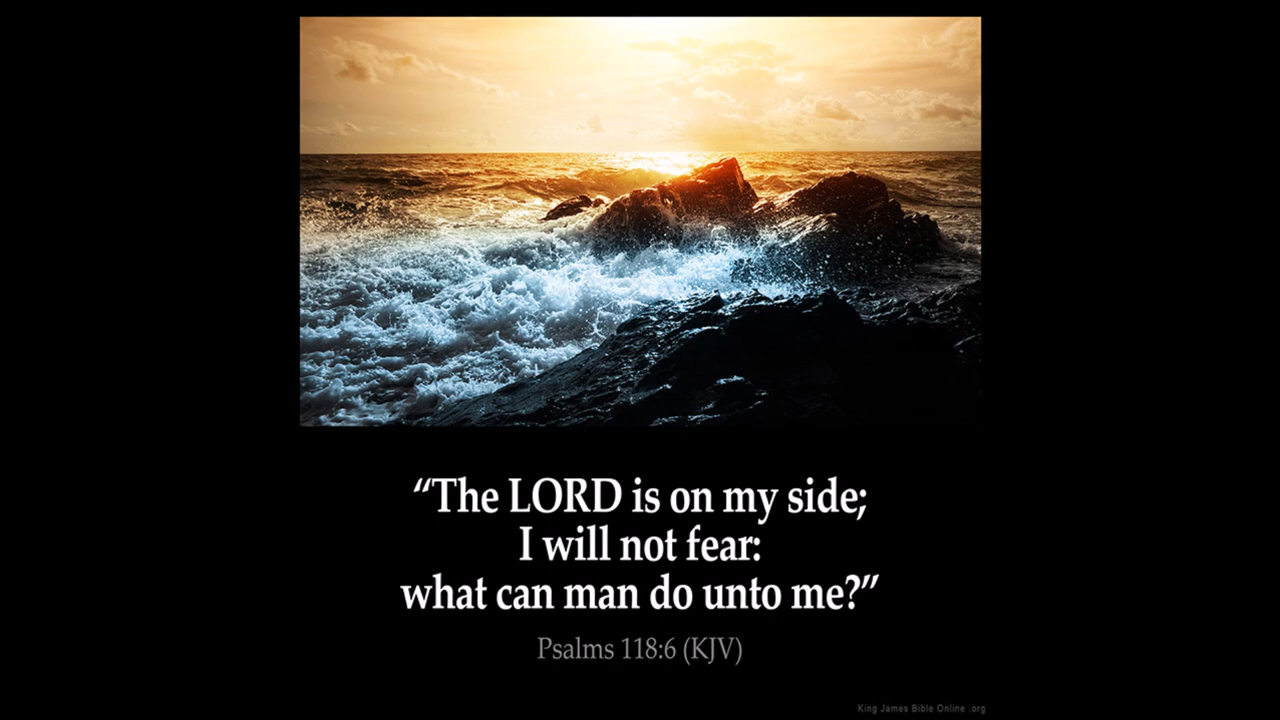 “The LORD is on my side;
I will not fear:
what can man do unto me?”
Psalms 118:6 (KJV)
King James Bible Online .org